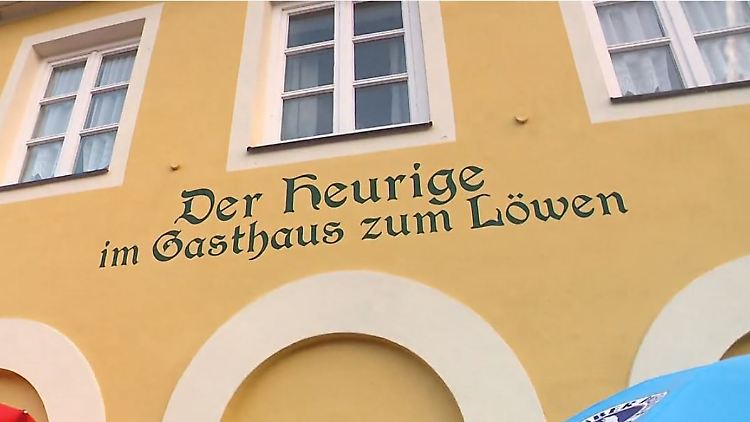 Der Heurige
im Gasthaus zum Löwen